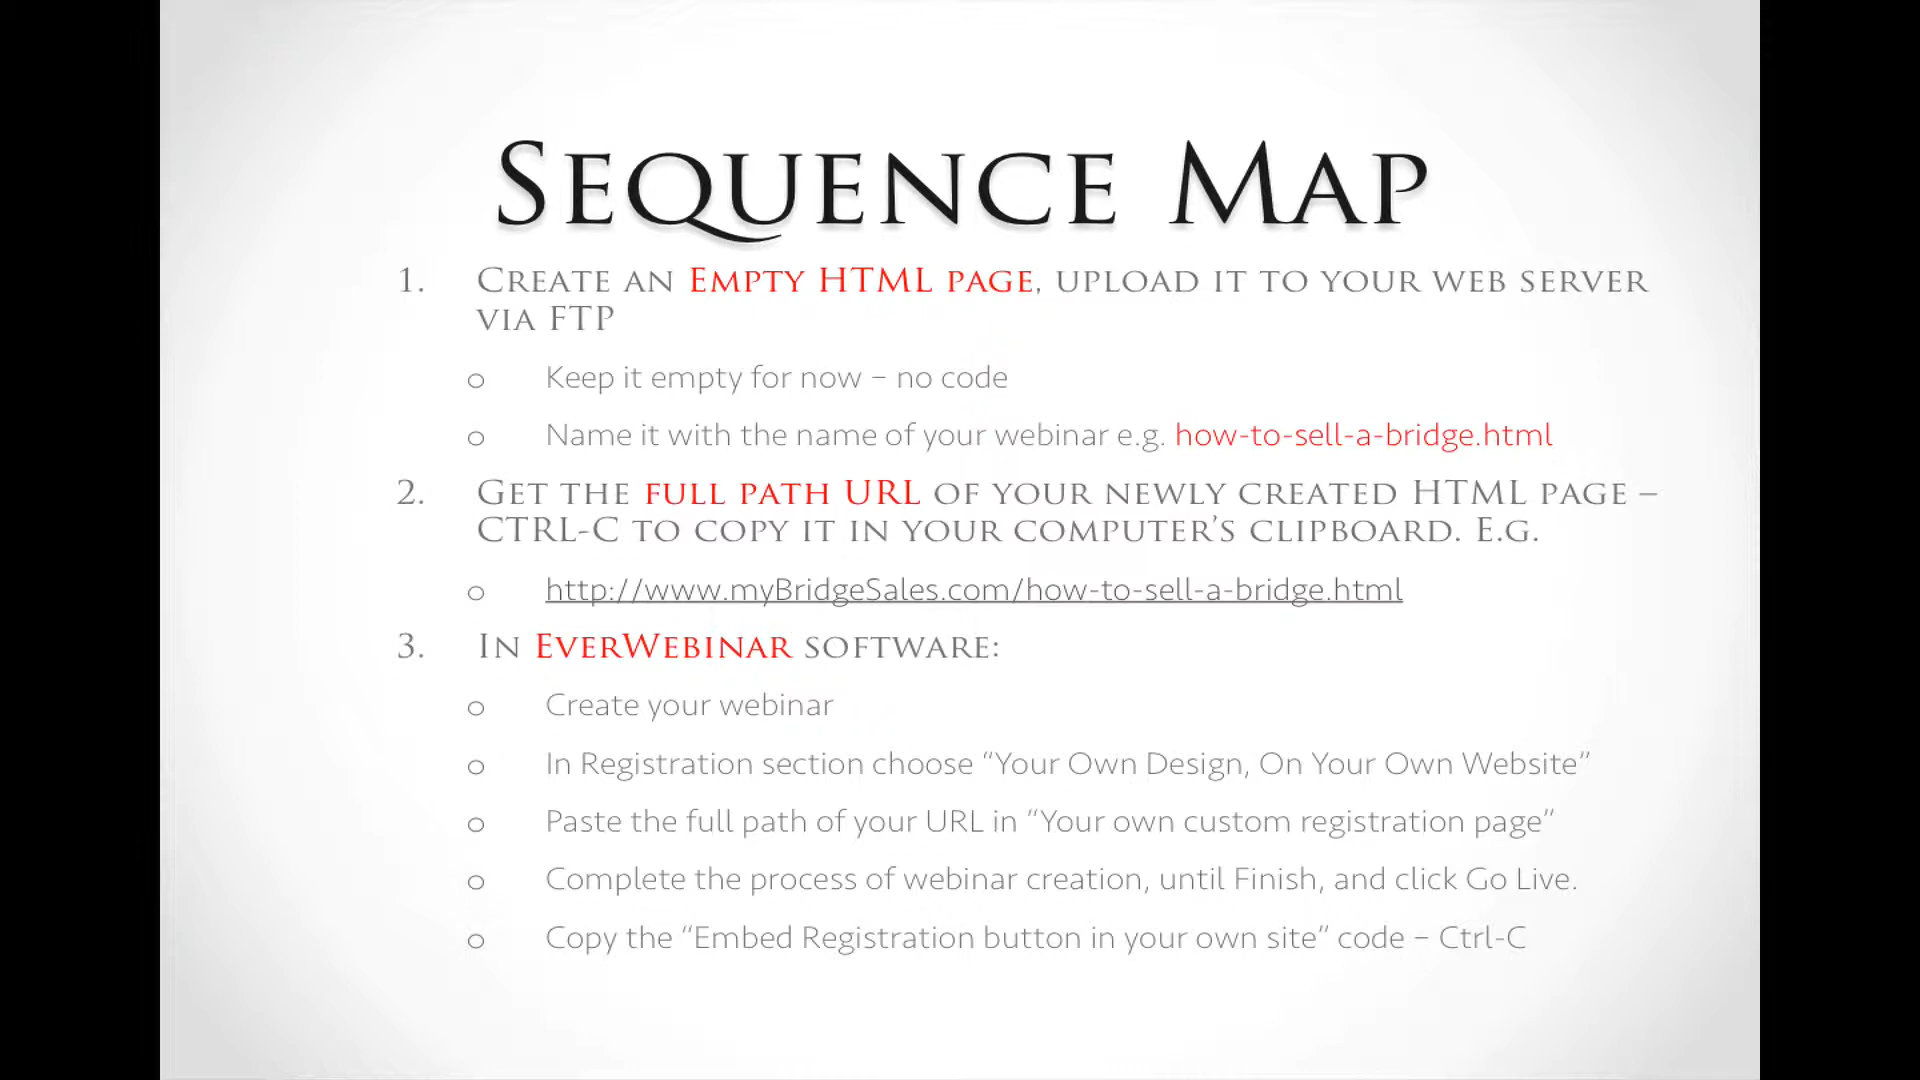 Sequence Map
1. Create an Empty HTML page, upload it to your web server
via FTP
o Keep it empty for now – no code
o Name it with the name of your webinar e.g. how-to-sell-a-bridge.html
2. Get the full path URL of your newly created HTML page –
CTRL-C to copy it in your computer’s clipboard. E.g.
o http://www.myBridgeSales.com/how-to-sell-a-bridge.html
3. In EverWebinar software:
o Create your webinar
o In Registration section choose “Your Own Design, On Your Own Website”
o Paste the full path of your URL in “Your own custom registration page”
o Complete the process of webinar creation, until Finish, and click Go Live.
o Copy the “Embed Registration button in your own site” code – Ctrl-C